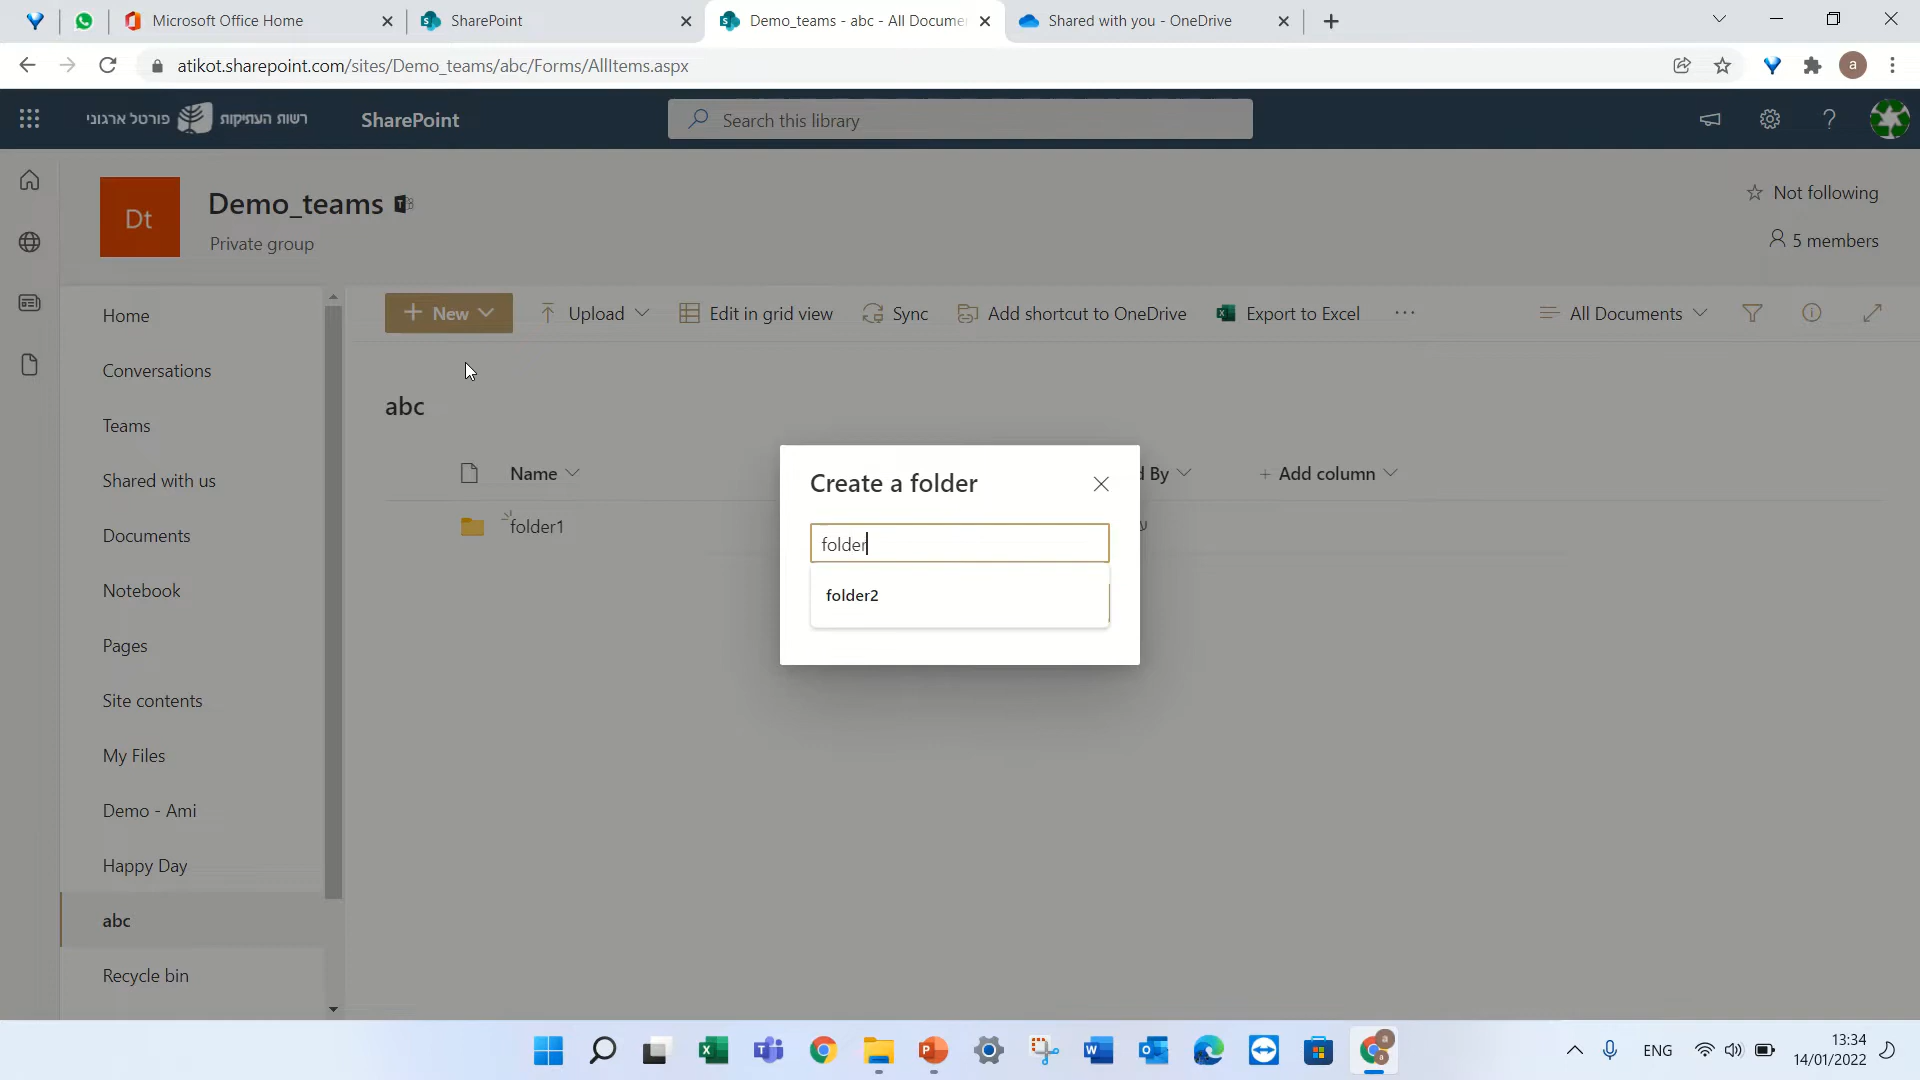 Microsoft Office Home
SharePoint
Demo_teams - abc - All Docume
Shared with you - OneDrive
atikot.sharepoint.com/sites/Demo_teams/abc/Forms/AllItems.aspx
a
פורטל ארגוני
רשות העתיקות
SharePoint
Search this library
Dt
Demo_teams
Private group
Not following
5 members
Home
Conversations
Teams
Shared with us
Documents
Notebook
Pages
Site contents
My Files
Demo - Ami
Happy Day
abc
Recycle bin
New
Upload
Edit in grid view
Sync
Add shortcut to OneDrive
Export to Excel
All Documents
abc
Name
d By
Add column
folder1
Create a folder
folder
folder2
ENG
13:34
14/01/2022